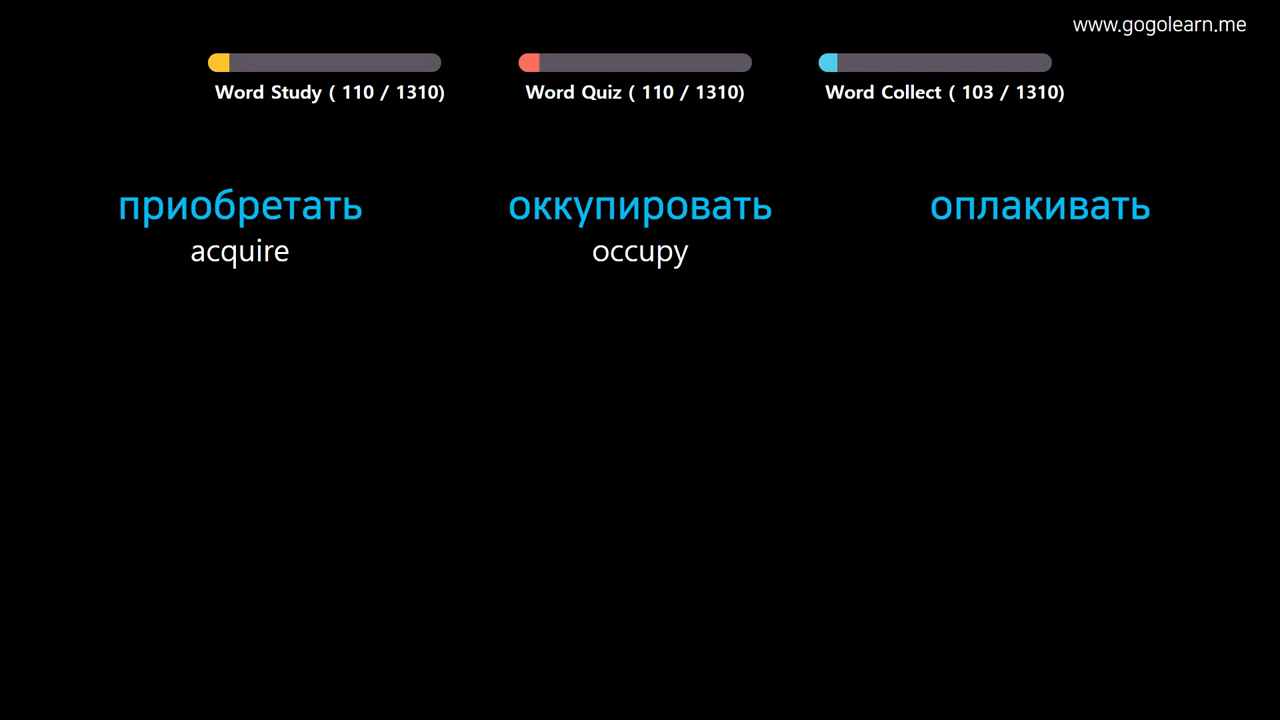 www.gogolearn.me
Word Study ( 110 / 1310)
Word Quiz ( 110 / 1310)
Word Collect ( 103 / 1310)
приобретать
оккупировать
оплакивать
acquire
occupy